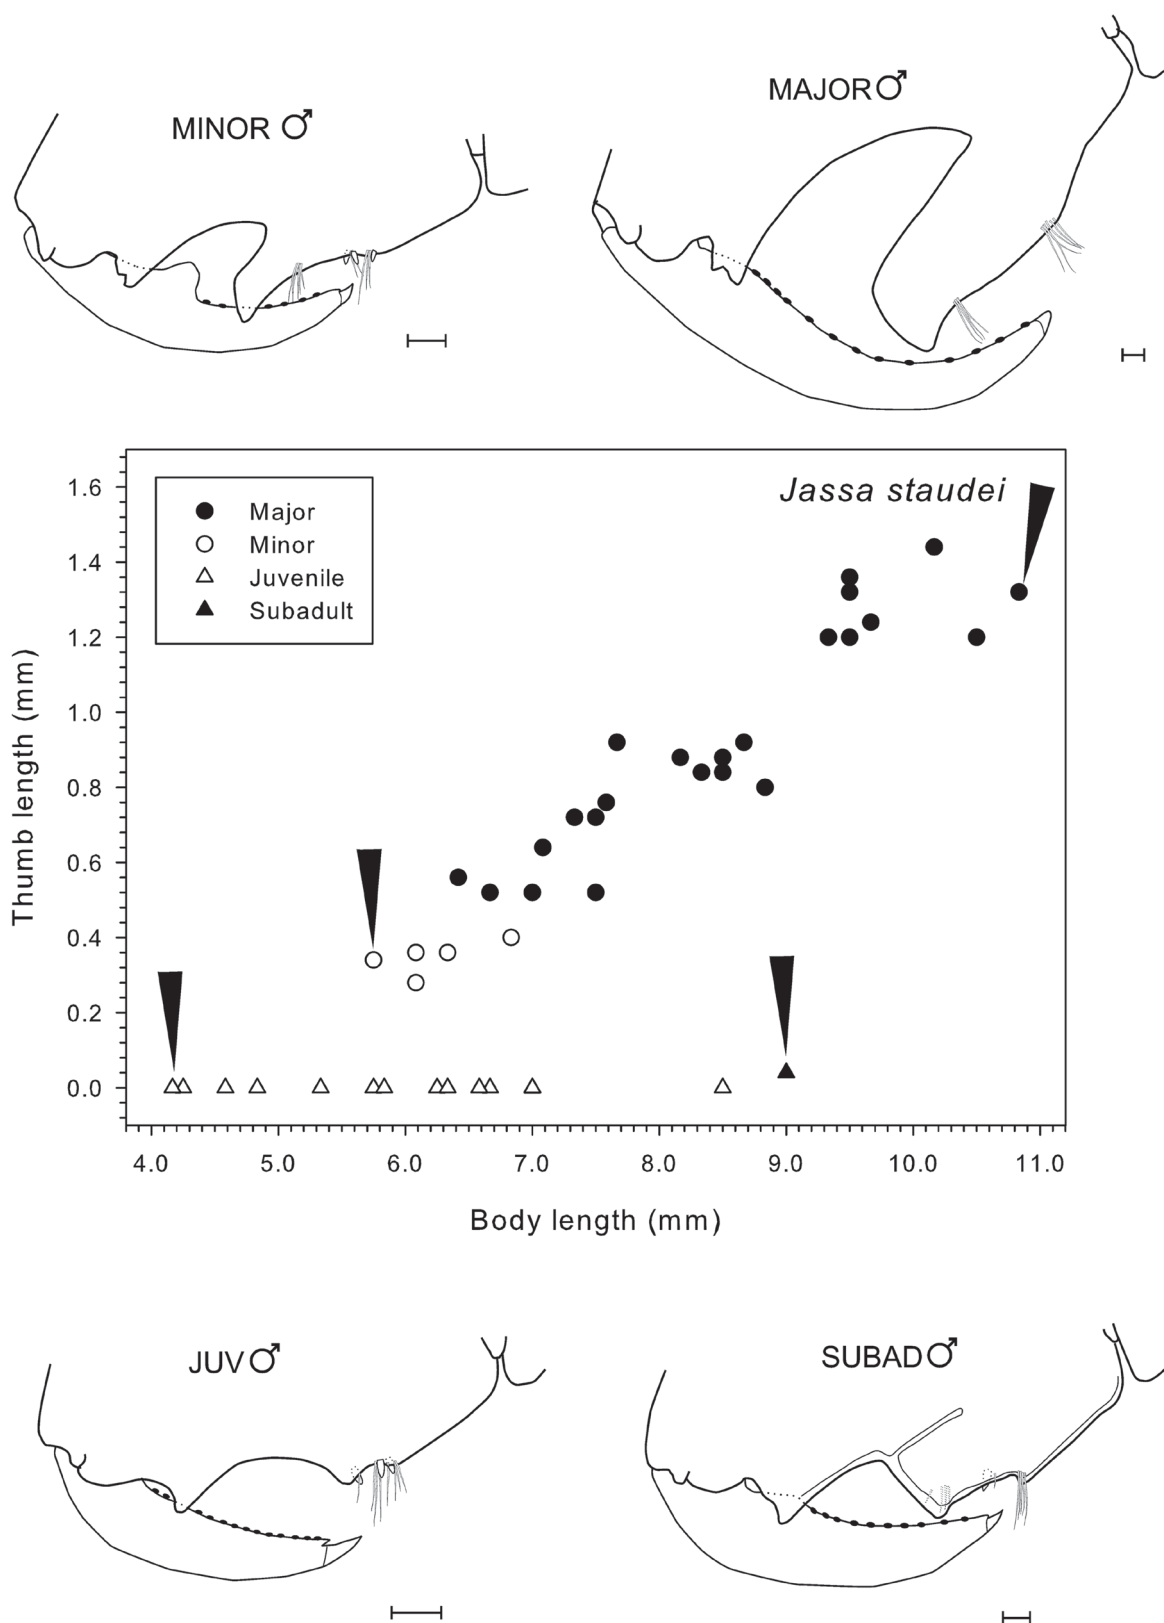 MAJOR ♂
MINOR ♂
Jassa staudei
Major
Minor
Juvenile
Subadult
1.6
1.4
1.2
1.0
0.8
0.6
0.4
0.2
0.0
Thumb length (mm)
4.0 5.0 6.0 7.0 8.0 9.0 10.0 11.0
Body length (mm)
JUV ♂
SUBAD ♂